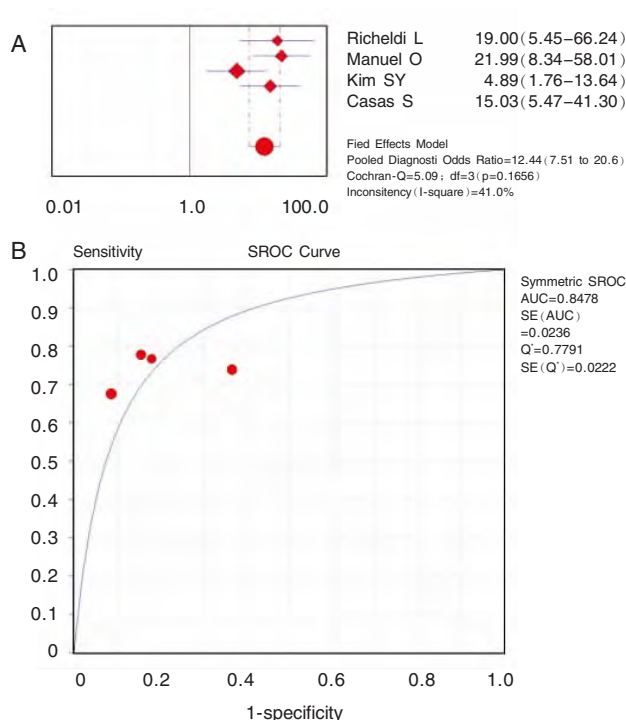 A
Richeldi L 19.00(5.45–66.24)
Manuel O 21.99(8.34–58.01)
Kim SY 4.89(1.76–13.64)
Casas S 15.03(5.47–41.30)
Fied Effects Model
Pooled Diagnosti Odds Ratio=12.44(7.51 to 20.6)
Cochran-Q=5.09; df=3(p=0.1656)
Inconsitency(I-square)=41.0%
0.01 1.0 100.0
B
Sensitivity SROC Curve
1.0
0.9
0.8
0.7
0.6
0.5
0.4
0.3
0.2
0.1
0
Symmetric SROC
AUC=0.8478
SE(AUC)
=0.0236
Q*=0.7791
SE(Q*)=0.0222
0 0.2 0.4 0.6 0.8 1.0
1-specificity